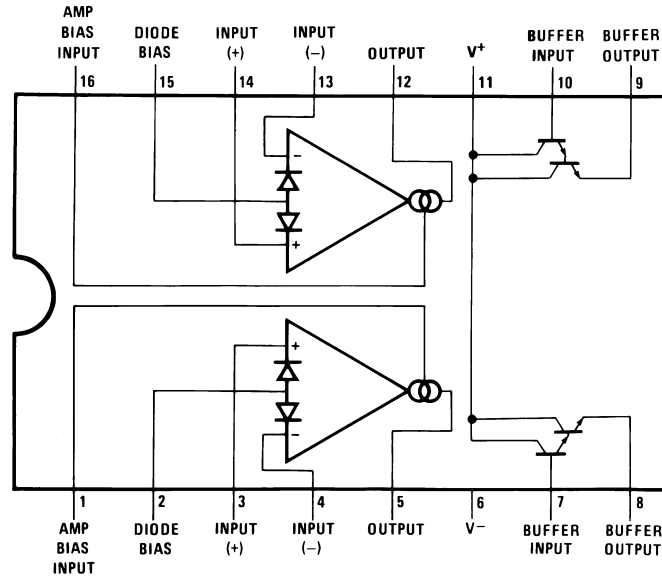 AMP BIAS INPUT
DIODE BIAS
INPUT (+)
INPUT (−)
OUTPUT
V+
BUFFER INPUT
BUFFER OUTPUT
16 15 14 13 12 11 10 9
−
+
+
−
1 2 3 4 5 6 7 8
AMP BIAS INPUT
DIODE BIAS
INPUT (+)
INPUT (−)
OUTPUT
V−
BUFFER INPUT
BUFFER OUTPUT